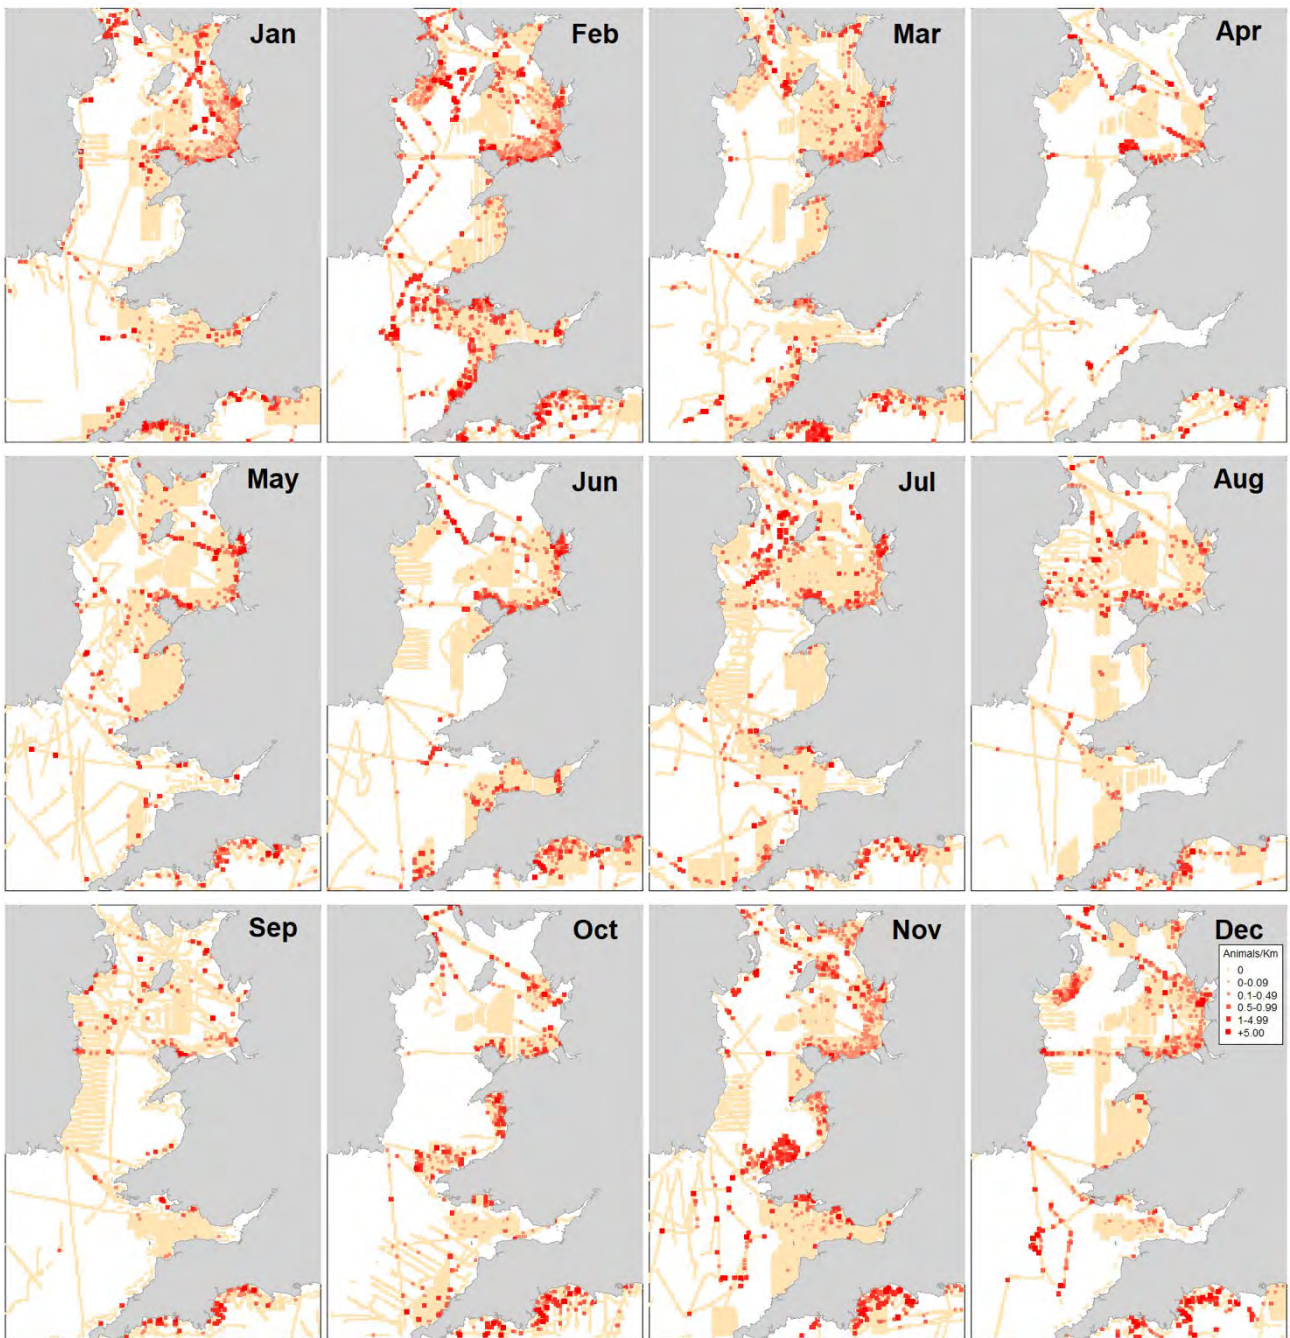 Jan
Feb
Mar
Apr
May
Jun
Jul
Aug
Sep
Oct
Nov
Dec
Animals/Km
0
0-0.09
0.1-0.49
0.5-0.99
1-4.99
+5.00